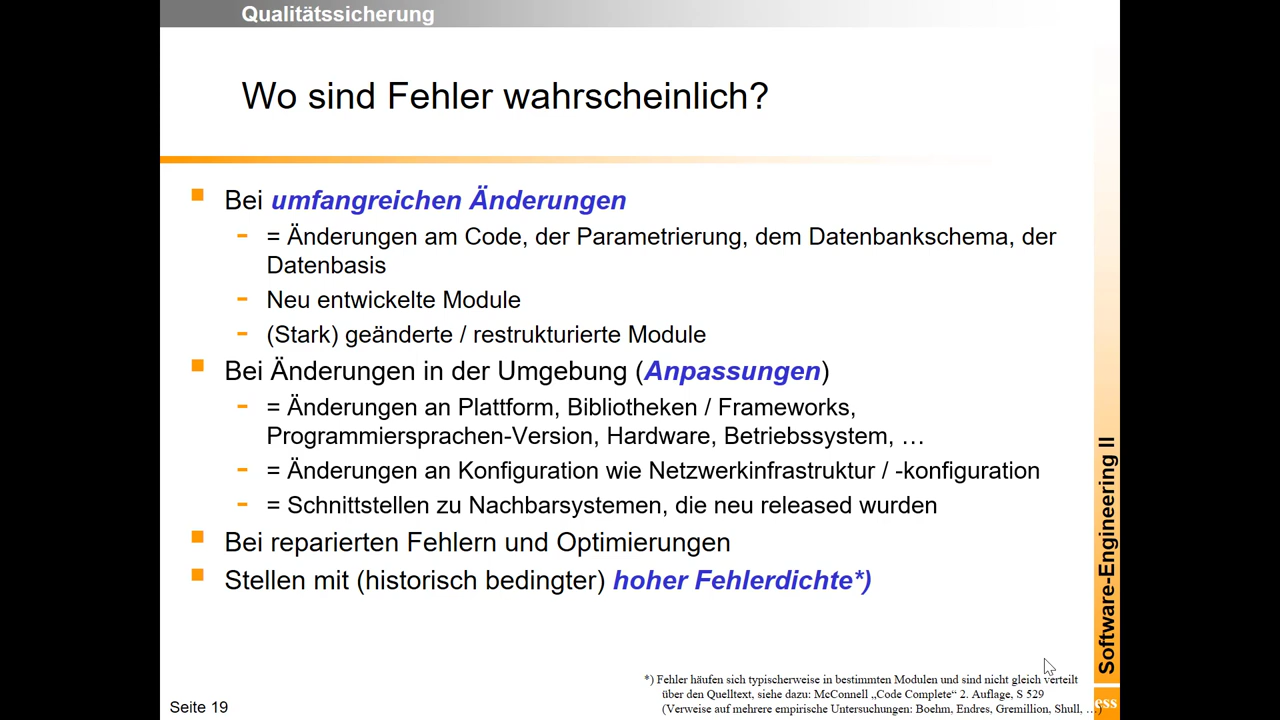 Qualitätssicherung
Wo sind Fehler wahrscheinlich?
Bei umfangreichen Änderungen
= Änderungen am Code, der Parametrierung, dem Datenbankschema, der
Datenbasis
Neu entwickelte Module
(Stark) geänderte / restrukturierte Module
Bei Änderungen in der Umgebung (Anpassungen)
= Änderungen an Plattform, Bibliotheken / Frameworks,
Programmiersprachen-Version, Hardware, Betriebssystem, …
= Änderungen an Konfiguration wie Netzwerkinfrastruktur / -konfiguration
= Schnittstellen zu Nachbarsystemen, die neu released wurden
Bei reparierten Fehlern und Optimierungen
Stellen mit (historisch bedingter) hoher Fehlerdichte*)
*) Fehler häufen sich typischerweise in bestimmten Modulen und sind nicht gleich verteilt
über den Quelltext, siehe dazu: McConnell „Code Complete“ 2. Auflage, S 529
(Verweise auf mehrere empirische Untersuchungen: Boehm, Endres, Gremillion, Shull, …)
Seite 19
Software-Engineering II
ess